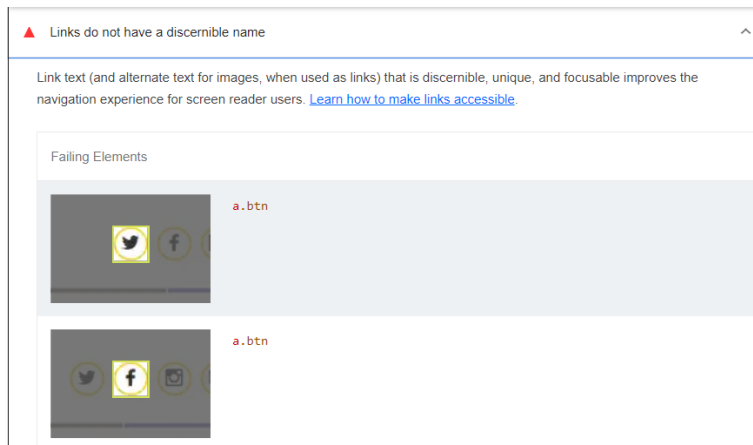 Links do not have a discernible name
Link text (and alternate text for images, when used as links) that is discernible, unique, and focusable improves the
navigation experience for screen reader users. Learn how to make links accessible.
Failing Elements
a.btn
a.btn